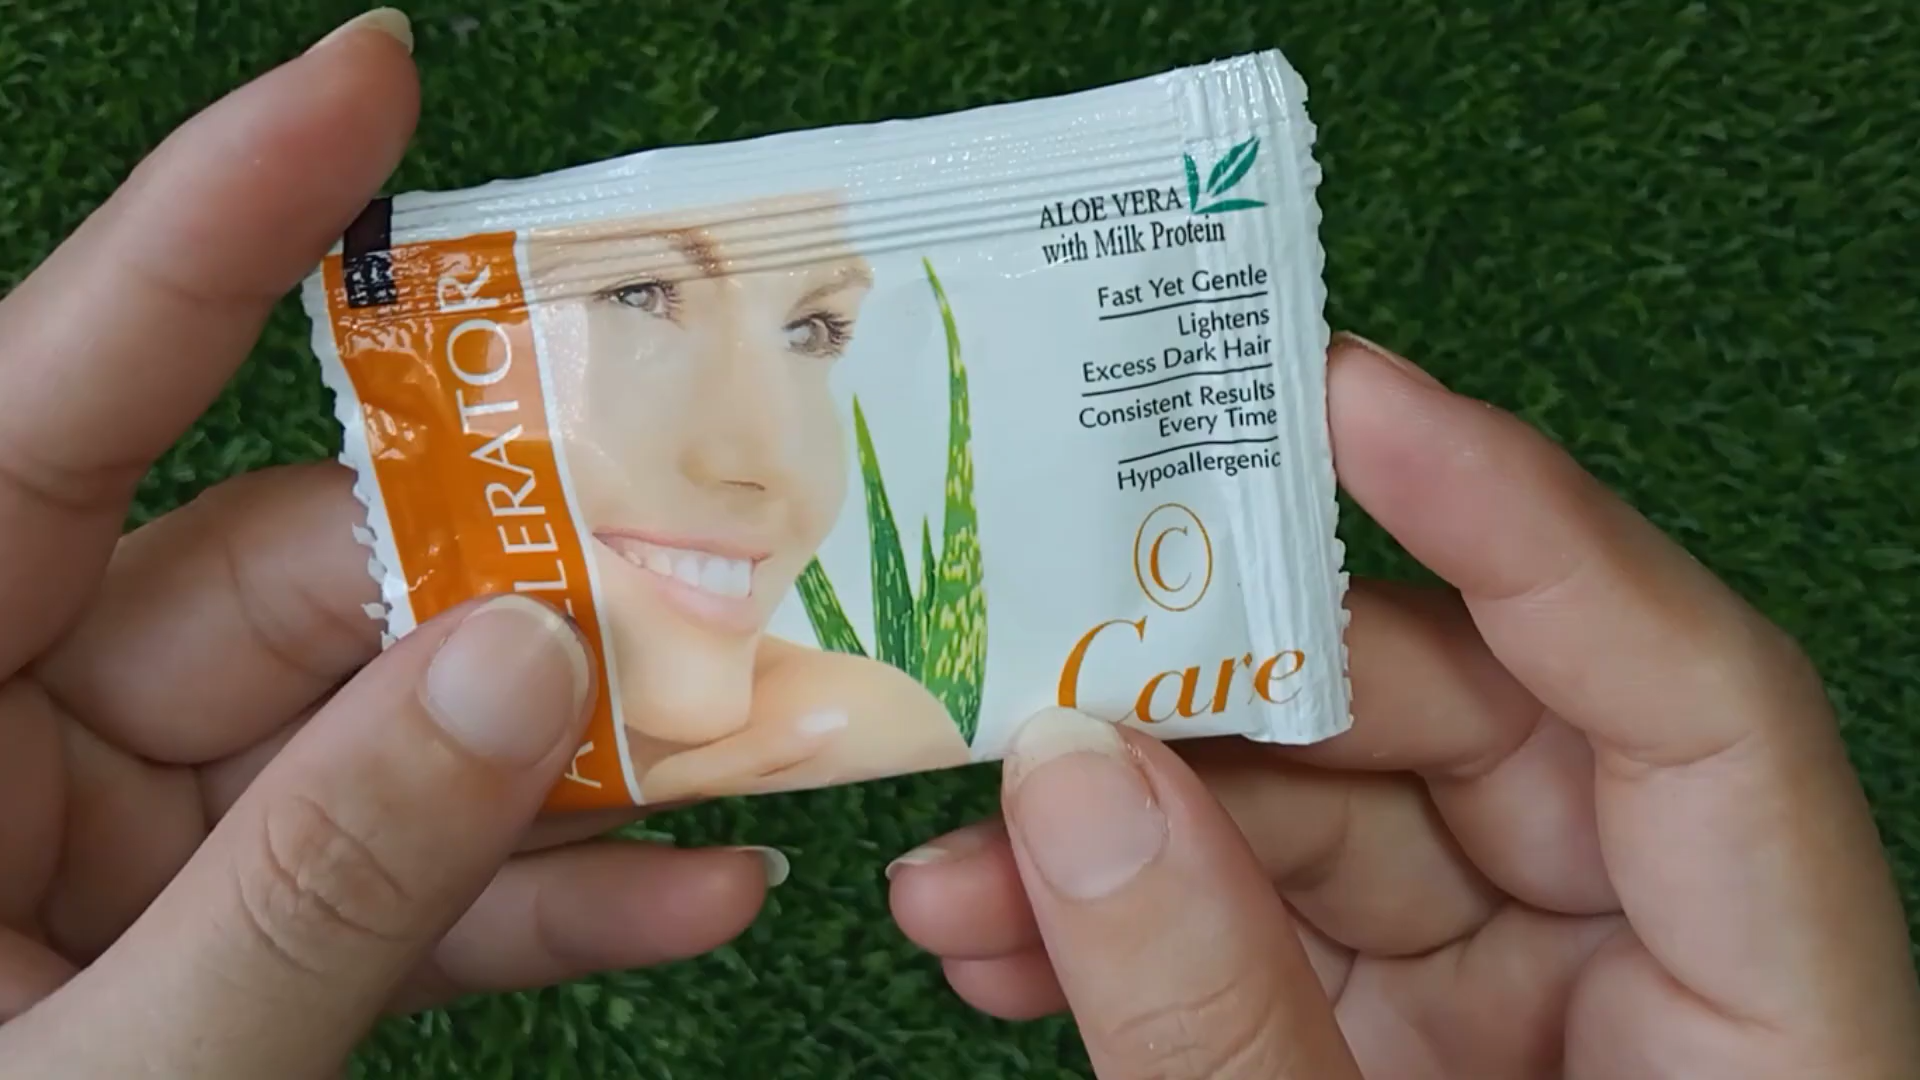 ALOE VERA
with Milk Protein
Fast Yet Gentle
Lightens
Excess Dark Hair
Consistent Results
Every Time
Hypoallergenic
C
Care